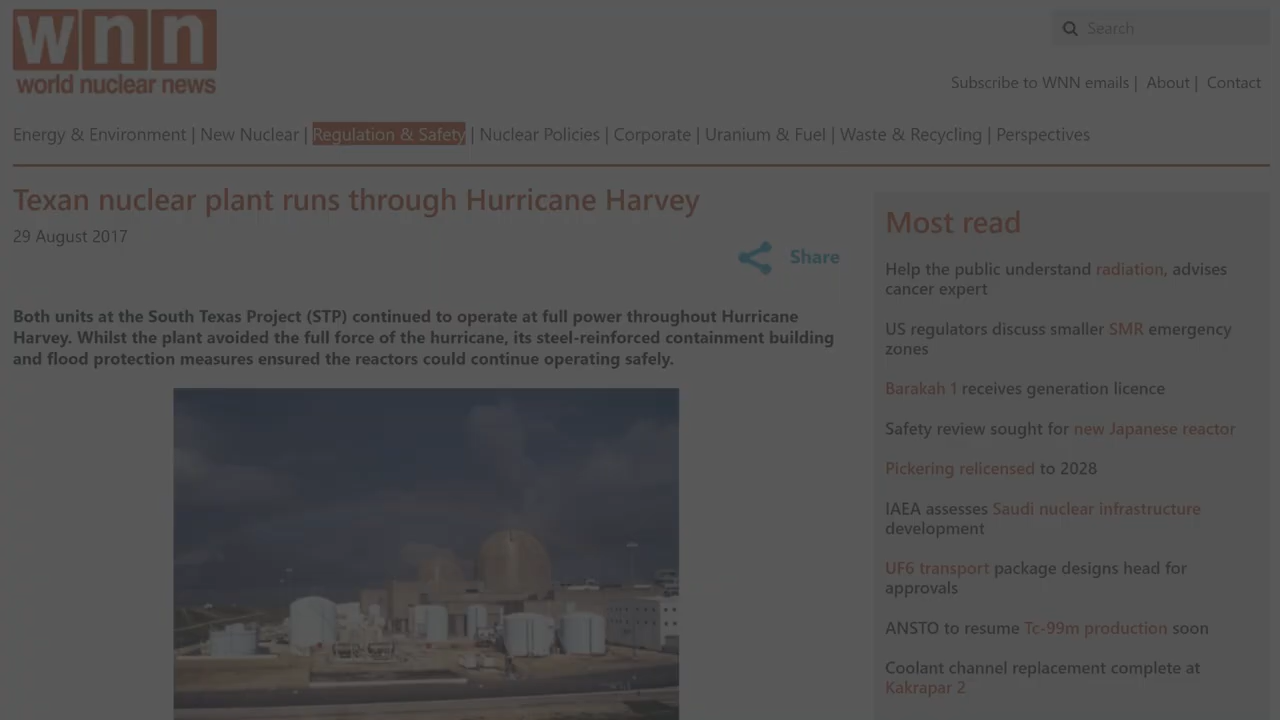 wnn
world nuclear news
Search
Subscribe to WNN emails | About | Contact
Energy & Environment | New Nuclear | Regulation & Safety | Nuclear Policies | Corporate | Uranium & Fuel | Waste & Recycling | Perspectives
Texan nuclear plant runs through Hurricane Harvey
29 August 2017
Share
Both units at the South Texas Project (STP) continued to operate at full power throughout Hurricane
Harvey. Whilst the plant avoided the full force of the hurricane, its steel-reinforced containment building
and flood protection measures ensured the reactors could continue operating safely.
Most read
Help the public understand radiation, advises
cancer expert
US regulators discuss smaller SMR emergency
zones
Barakah 1 receives generation licence
Safety review sought for new Japanese reactor
Pickering relicensed to 2028
IAEA assesses Saudi nuclear infrastructure
development
UF6 transport package designs head for
approvals
ANSTO to resume Tc-99m production soon
Coolant channel replacement complete at
Kakrapar 2